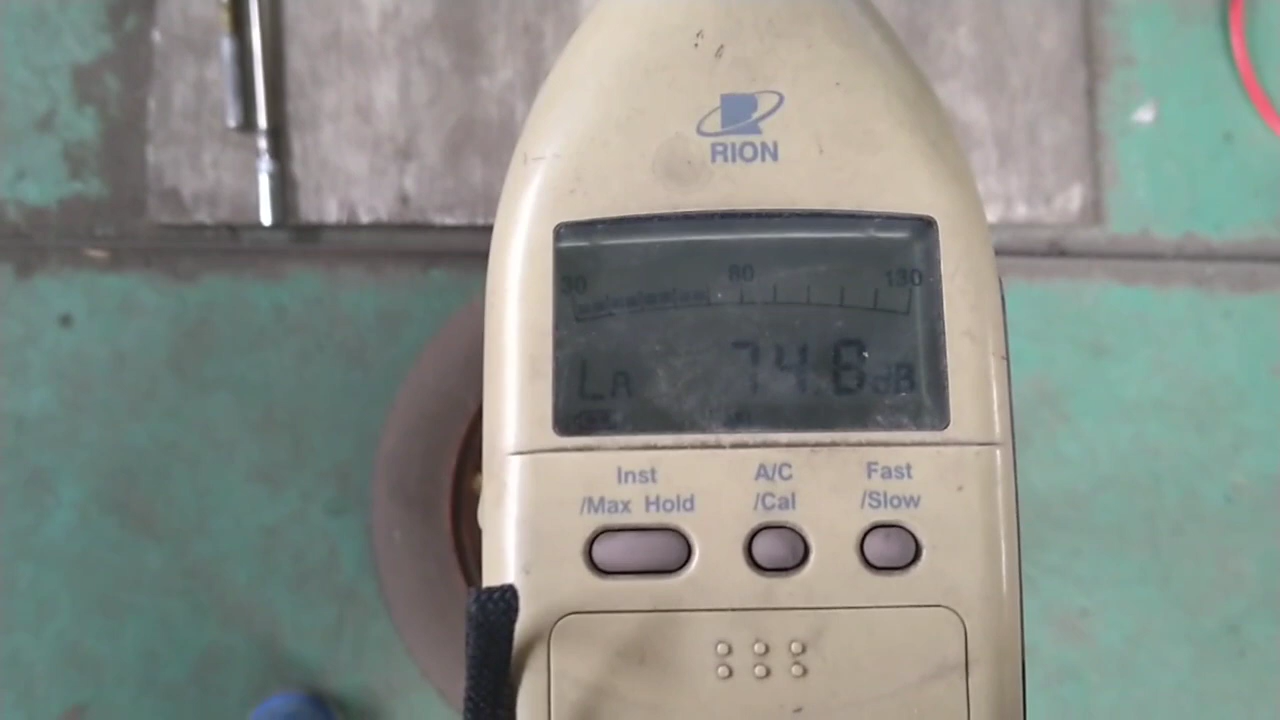 RION
30 80 130
LA 74.6 dB
Inst
/Max Hold
A/C
/Cal
Fast
/Slow